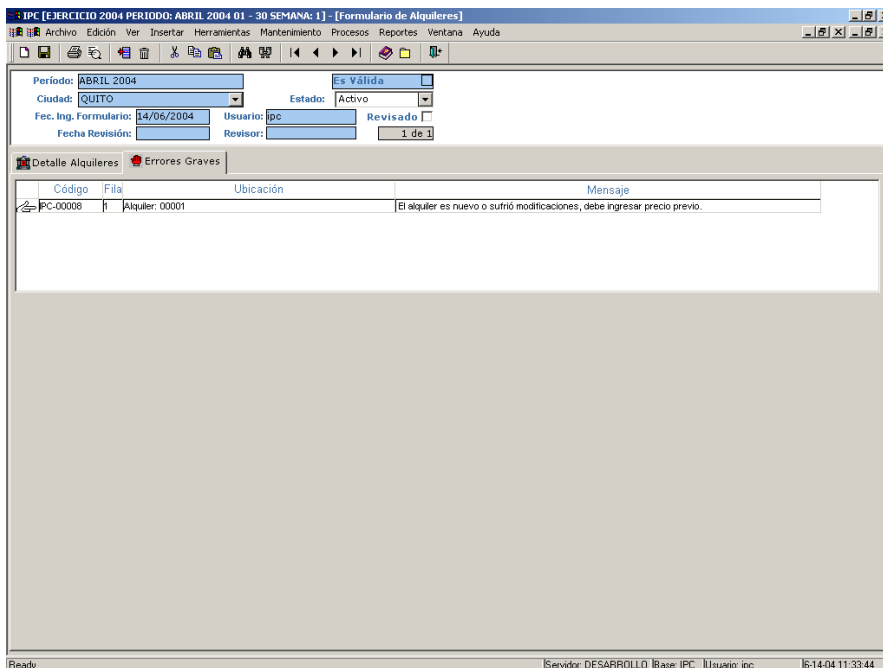 IPC [EJERCICIO 2004 PERIODO: ABRIL 2004 01 - 30 SEMANA: 1] - [Formulario de Alquileres]
Archivo Edición Ver Insertar Herramientas Mantenimiento Procesos Reportes Ventana Ayuda
Período: ABRIL 2004 Es Válida
Ciudad: QUITO Estado: Activo
Fec. Ing. Formulario: 14/06/2004 Usuario: ipc Revisado
Fecha Revisión: Revisor: 1 de 1
Detalle Alquileres Errores Graves
Código Fila Ubicación Mensaje
IPC-00008 1 Alquiler: 00001 El alquiler es nuevo o sufrió modificaciones, debe ingresar precio previo.
Ready Servidor: DESARROLLO Base: IPC Usuario: ipc 6-14-04 11:33:44